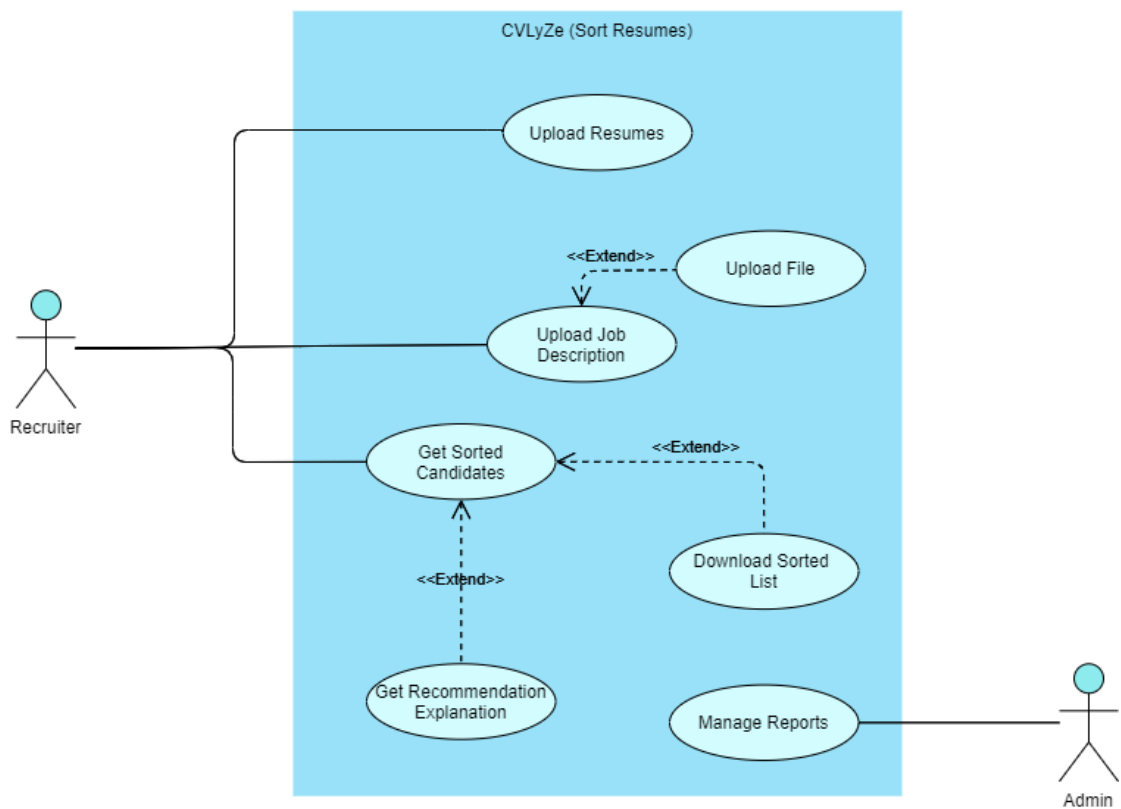 CVLyZe (Sort Resumes)
Upload Resumes
<<Extend>>
Upload File
Upload Job
Description
Recruiter
Get Sorted
Candidates
<<Extend>>
Download Sorted
List
<<Extend>>
Get Recommendation
Explanation
Manage Reports
Admin